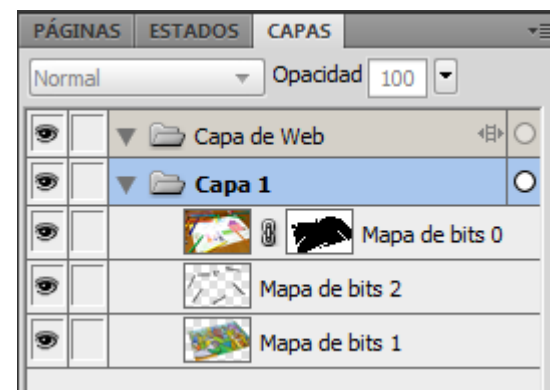 PÁGINAS ESTADOS CAPAS
Normal Opacidad 100
Capa de Web
Capa 1
Mapa de bits 0
Mapa de bits 2
Mapa de bits 1